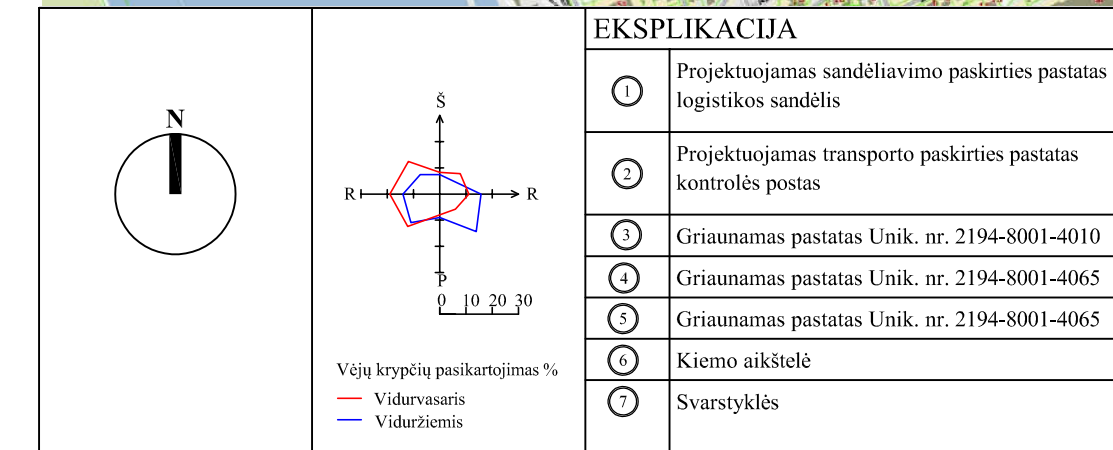 N
Š
R
R
P
0 10 20 30
Vėjų krypčių pasikartojimas %
Vidurvasaris
Viduržiemis
EKSPLIKACIJA
1
Projektuojamas sandėliavimo paskirties pastatas
logistikos sandėlis
2
Projektuojamas transporto paskirties pastatas
kontrolės postas
3 Griaunamas pastatas Unik. nr. 2194-8001-4010
4 Griaunamas pastatas Unik. nr. 2194-8001-4065
5 Griaunamas pastatas Unik. nr. 2194-8001-4065
6 Kiemo aikštelė
7 Svarstyklės